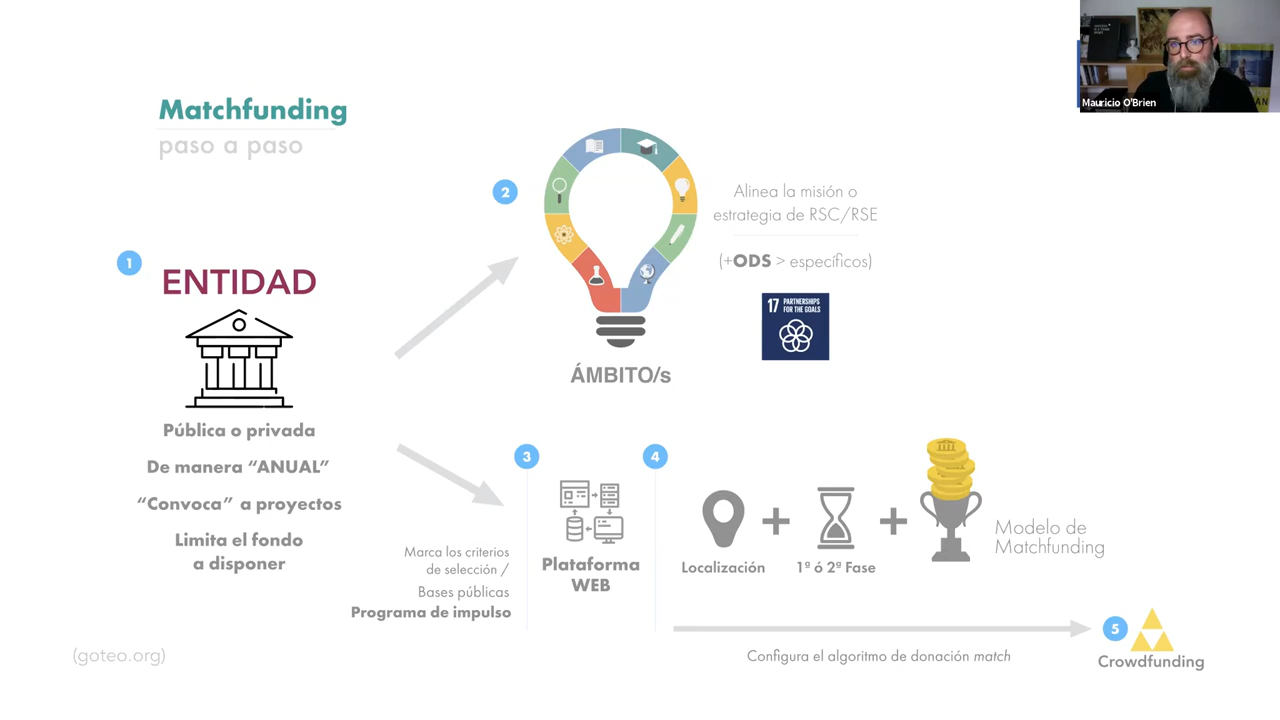 Mauricio O'Brien
Matchfunding
paso a paso
1
ENTIDAD
Pública o privada
De manera “ANUAL”
“Convoca” a proyectos
Limita el fondo
a disponer
2
ÁMBITO/s
Alinea la misión o
estrategia de RSC/RSE
(+ODS > específicos)
17 PARTNERSHIPS
FOR THE GOALS
3
Marca los criterios
de selección /
Bases públicas
Programa de impulso
Plataforma
WEB
4
Localización
+
1ª ó 2ª Fase
+
Modelo de
Matchfunding
Configura el algoritmo de donación match
5
Crowdfunding
(goteo.org)